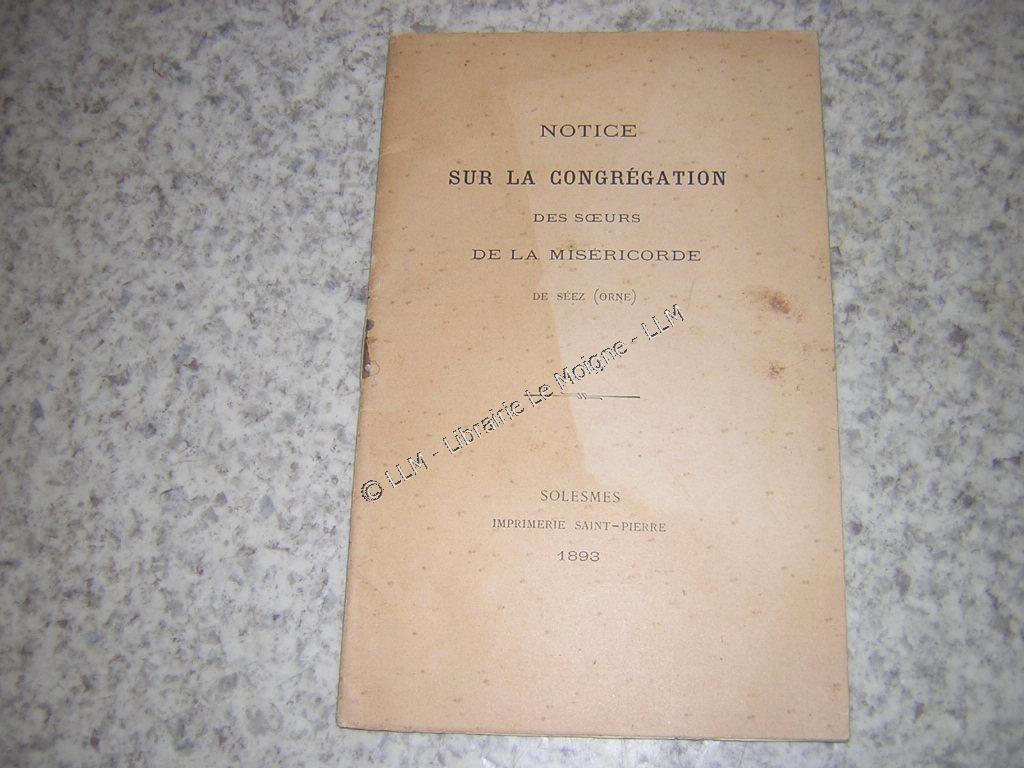 NOTICE
SUR LA CONGRÉGATION
DES SŒURS
DE LA MISÉRICORDE
DE SÉEZ (ORNE)
© LLM - Librairie Le Moigne - LLM
SOLESMES
IMPRIMERIE SAINT-PIERRE
1893